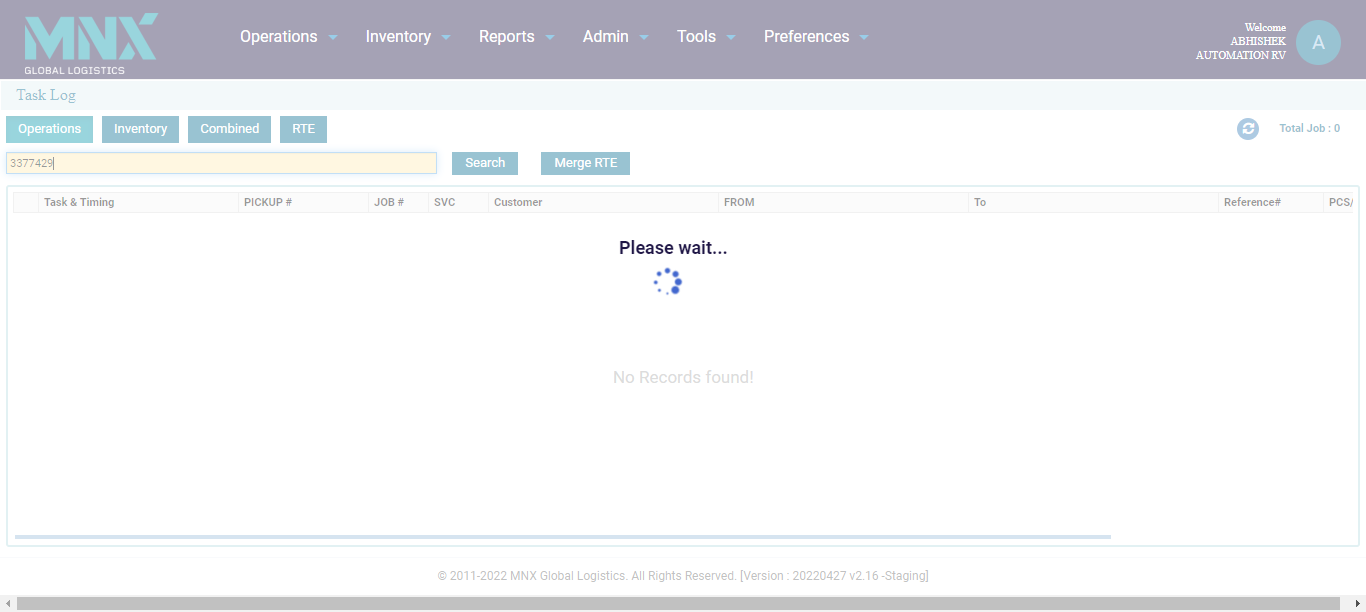 MNX
GLOBAL LOGISTICS
Operations Inventory Reports Admin Tools Preferences
Welcome
ABHISHEK
AUTOMATION RV
A
Task Log
Operations Inventory Combined RTE
Total Job : 0
3377429
Search Merge RTE
Task & Timing PICKUP # JOB # SVC Customer FROM To Reference# PCS/
Please wait...
No Records found!
© 2011-2022 MNX Global Logistics. All Rights Reserved. [Version : 20220427 v2.16 -Staging]